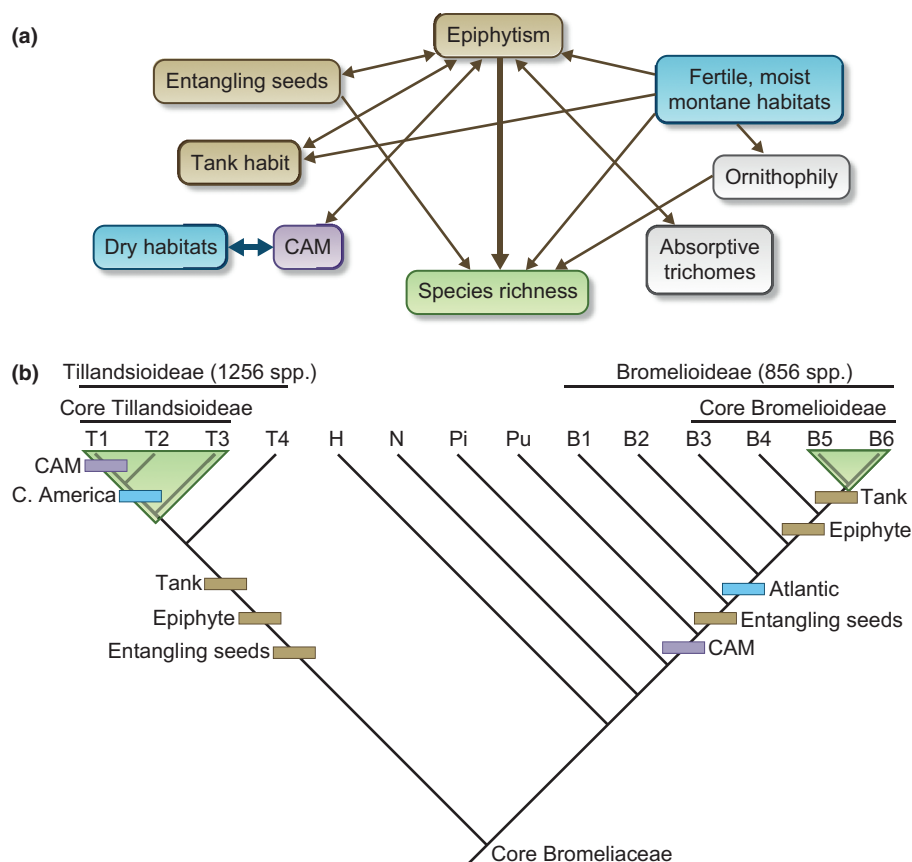 (a)
Epiphytism
Entangling seeds
Fertile, moist
montane habitats
Tank habit
Ornithophily
Dry habitats
CAM
Absorptive
trichomes
Species richness
(b)
Tillandsioideae (1256 spp.)
Bromelioideae (856 spp.)
Core Tillandsioideae
Core Bromelioideae
T1 T2 T3 T4 H N Pi Pu B1 B2 B3 B4 B5 B6
CAM
C. America
Tank
Epiphyte
Tank
Atlantic
Epiphyte
Entangling seeds
Entangling seeds
CAM
Core Bromeliaceae